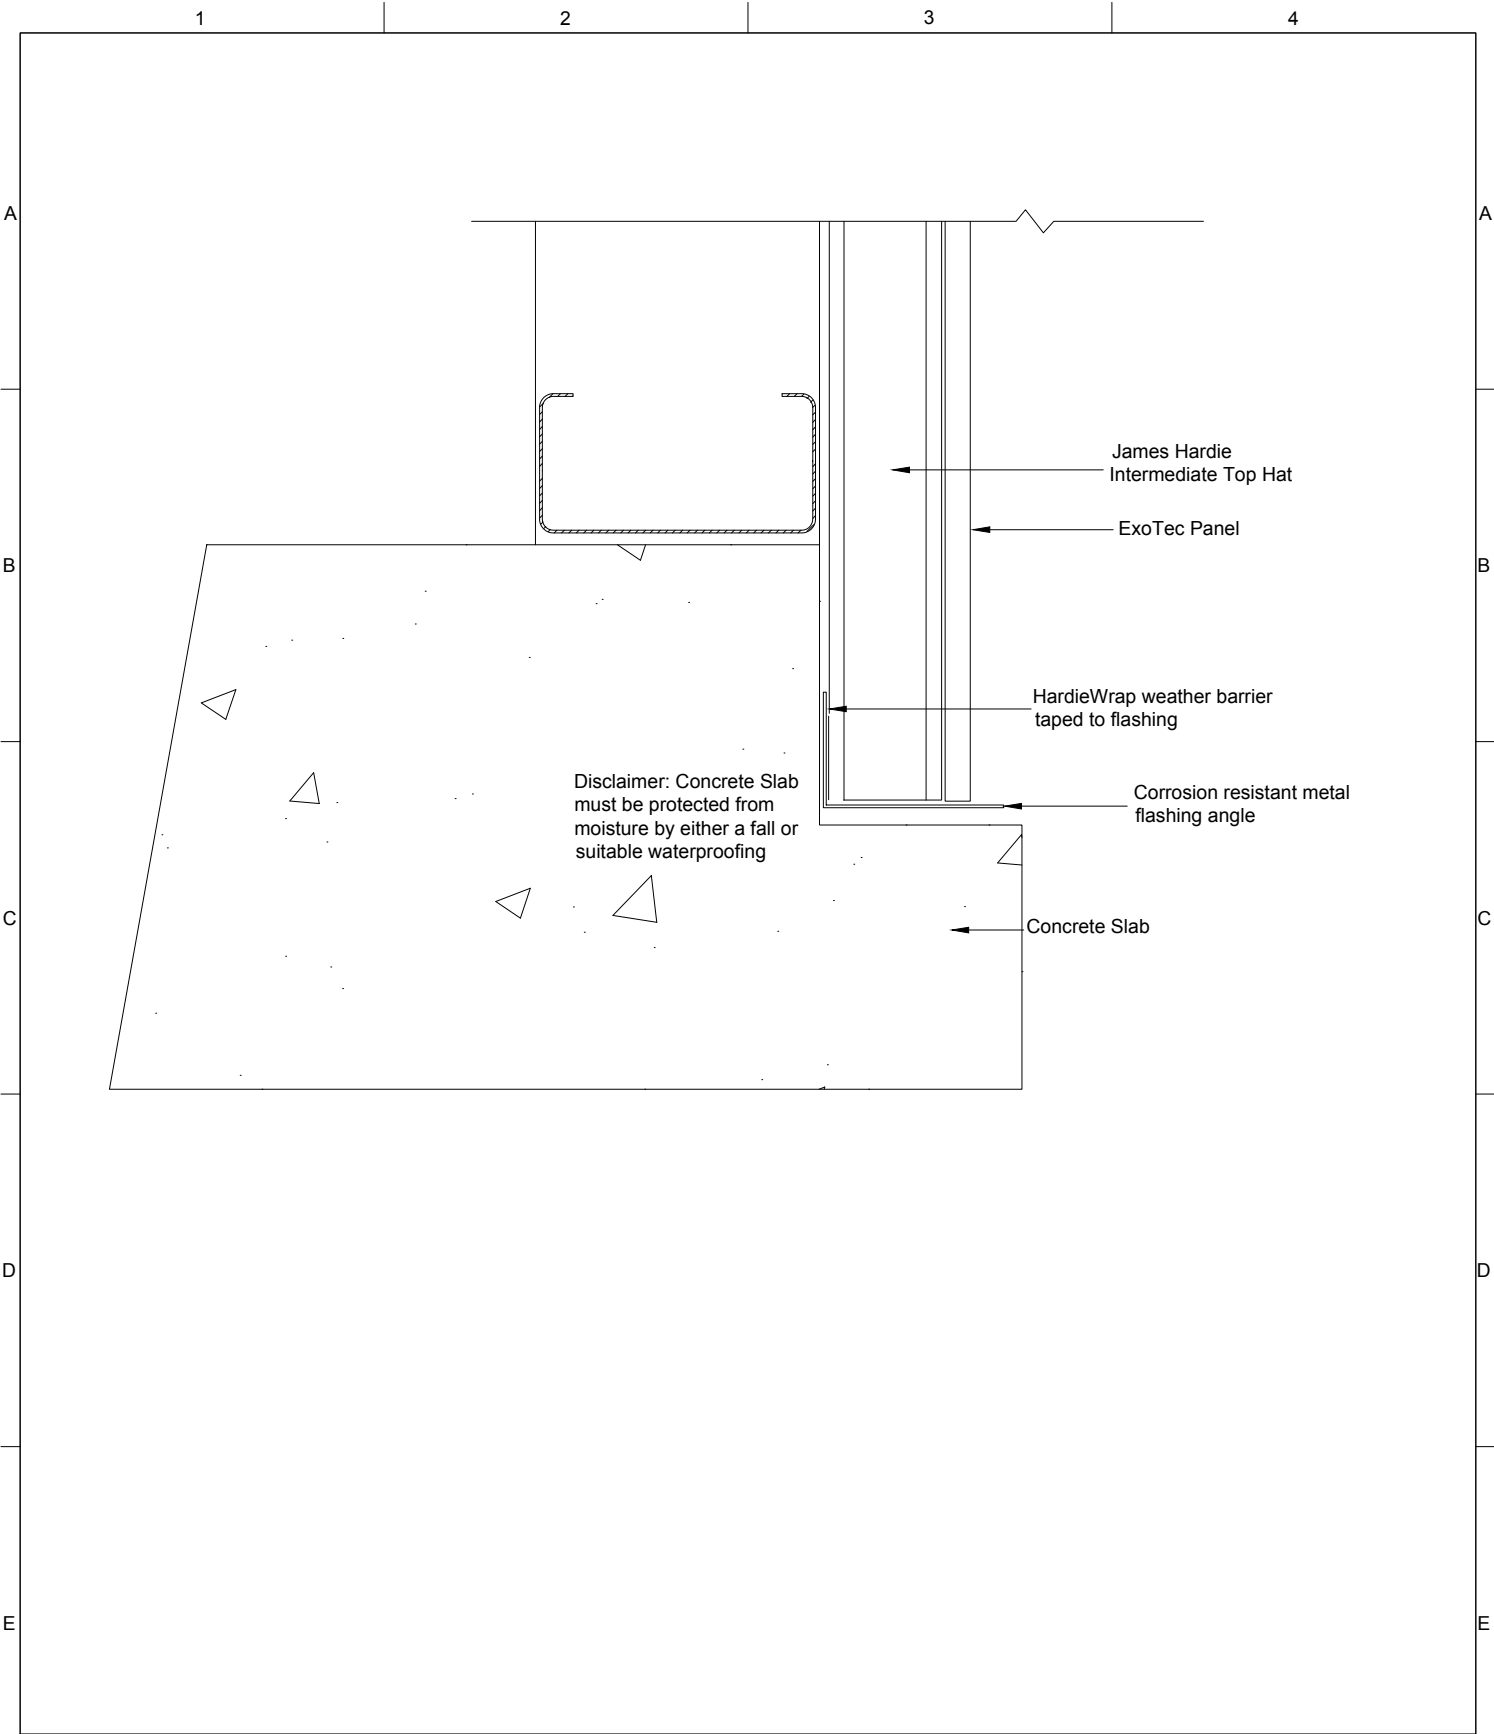 1 2 3 4
A A
James Hardie
Intermediate Top Hat
ExoTec Panel
B B
HardieWrap weather barrier
taped to flashing
Disclaimer: Concrete Slab
must be protected from
moisture by either a fall or
suitable waterproofing
Corrosion resistant metal
flashing angle
C C
Concrete Slab
D D
E E